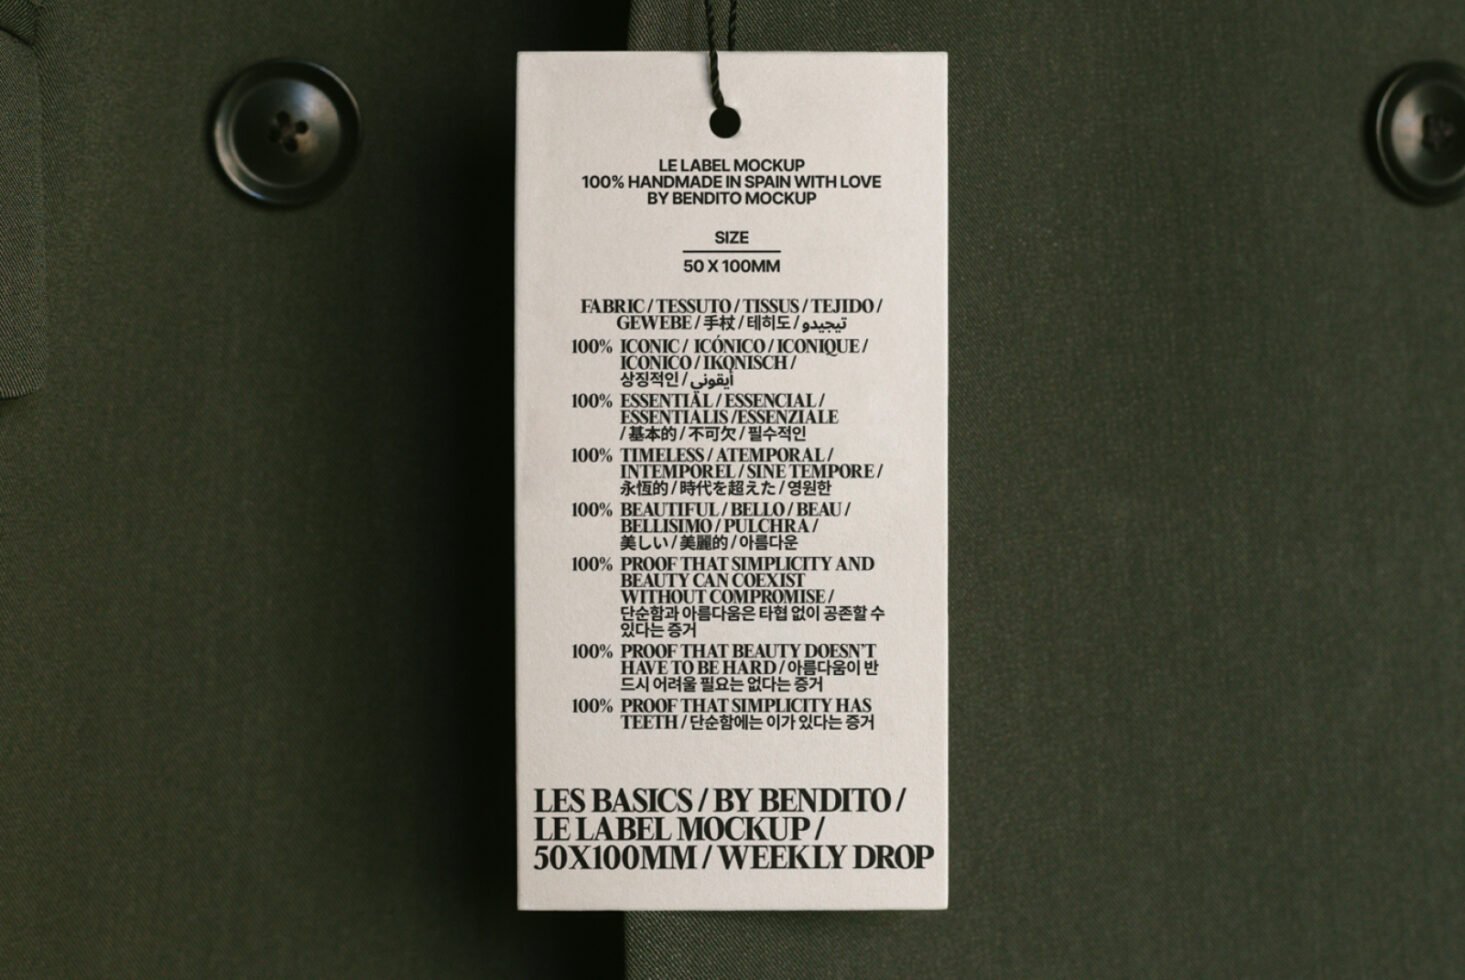 LE LABEL MOCKUP
100% HANDMADE IN SPAIN WITH LOVE
BY BENDITO MOCKUP
SIZE
50 X 100MM
FABRIC / TESSUTO / TISSUS / TEJIDO /
GEWEBE / 手杖 / 테히도 / تيجيدو
100% ICONIC / ICÓNICO / ICONIQUE /
ICONICO / IKONISCH /
상징적인 / أيقوني
100% ESSENTIAL / ESSENCIAL /
ESSENTIALIS /ESSENZIALE
/ 基本的 / 不可欠 / 필수적인
100% TIMELESS / ATEMPORAL /
INTEMPOREL / SINE TEMPORE /
永恆的 / 時代を超えた / 영원한
100% BEAUTIFUL / BELLO / BEAU /
BELLISIMO / PULCHRA /
美しい / 美麗的 / 아름다운
100% PROOF THAT SIMPLICITY AND
BEAUTY CAN COEXIST
WITHOUT COMPROMISE /
단순함과 아름다움은 타협 없이 공존할 수
있다는 증거
100% PROOF THAT BEAUTY DOESN'T
HAVE TO BE HARD / 아름다움이 반
드시 어려울 필요는 없다는 증거
100% PROOF THAT SIMPLICITY HAS
TEETH / 단순함에는 이가 있다는 증거
LES BASICS / BY BENDITO /
LE LABEL MOCKUP /
50X100MM / WEEKLY DROP